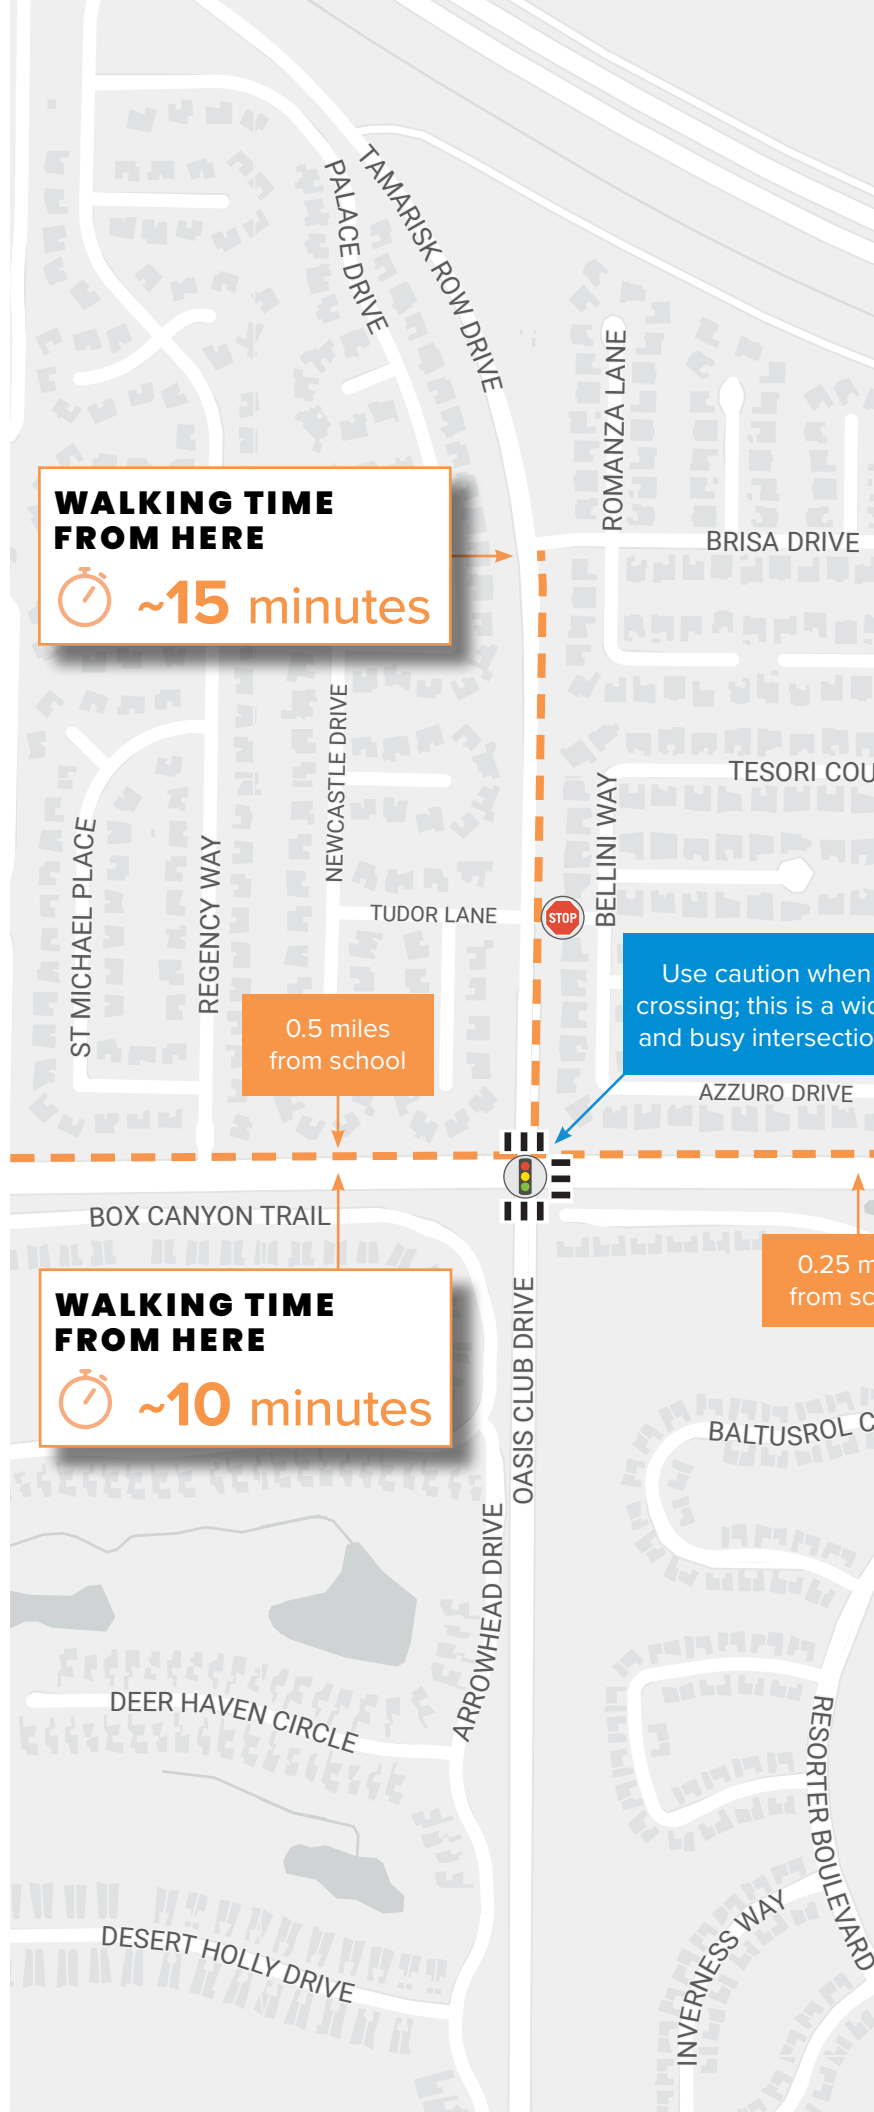 TAMARISK ROW DRIVE
PALACE DRIVE
ROMANZA LANE
WALKING TIME
FROM HERE
~15 minutes
BRISA DRIVE
NEWCASTLE DRIVE
TESORI COU
BELLINI WAY
ST MICHAEL PLACE
REGENCY WAY
TUDOR LANE
STOP
Use caution when
crossing; this is a wid
and busy intersectio
0.5 miles
from school
AZZURO DRIVE
BOX CANYON TRAIL
0.25 m
from sc
WALKING TIME
FROM HERE
~10 minutes
OASIS CLUB DRIVE
BALTUSROL C
ARROWHEAD DRIVE
DEER HAVEN CIRCLE
RESORTER BOULEVARD
INVERNESS WAY
DESERT HOLLY DRIVE